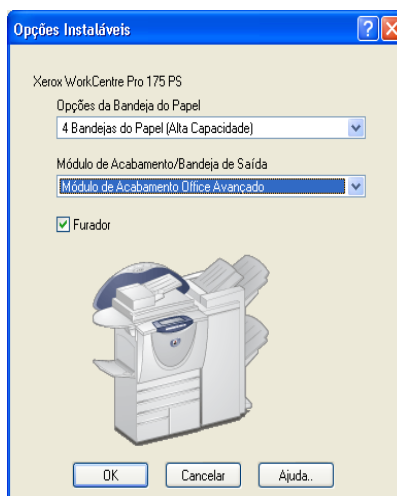 Opções Instaláveis
Xerox WorkCentre Pro 175 PS
Opções da Bandeja do Papel
4 Bandejas do Papel (Alta Capacidade)
Módulo de Acabamento/Bandeja de Saída
Módulo de Acabamento Office Avançado
Furador
OK Cancelar Ajuda..